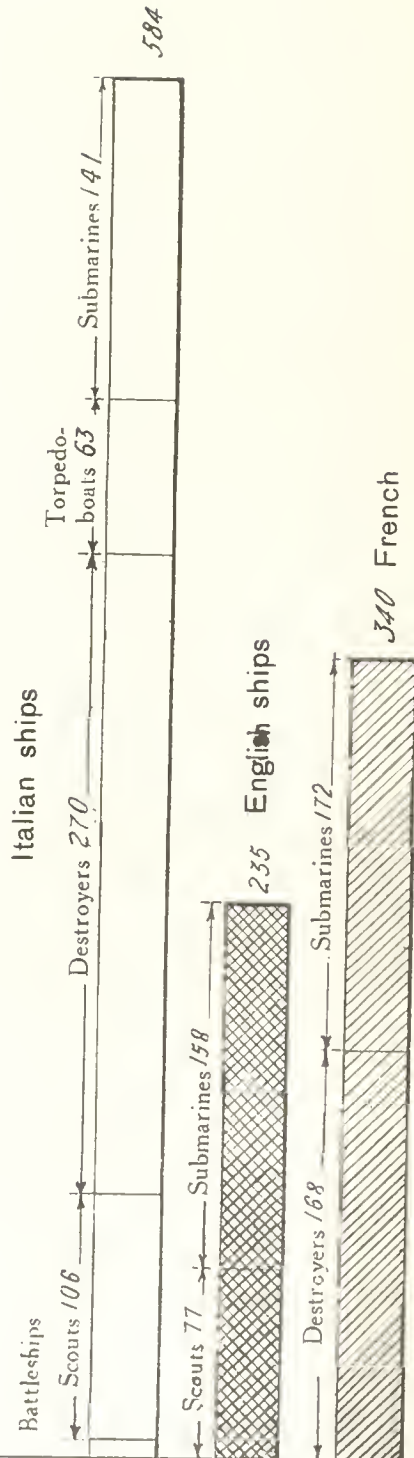 Italian ships
Battleships
Scouts 106
Destroyers 270
Torpedo-
boats 63
Submarines 141
584
Scouts 77
Submarines 158
235 English ships
Destroyers 168
Submarines 172
340 French